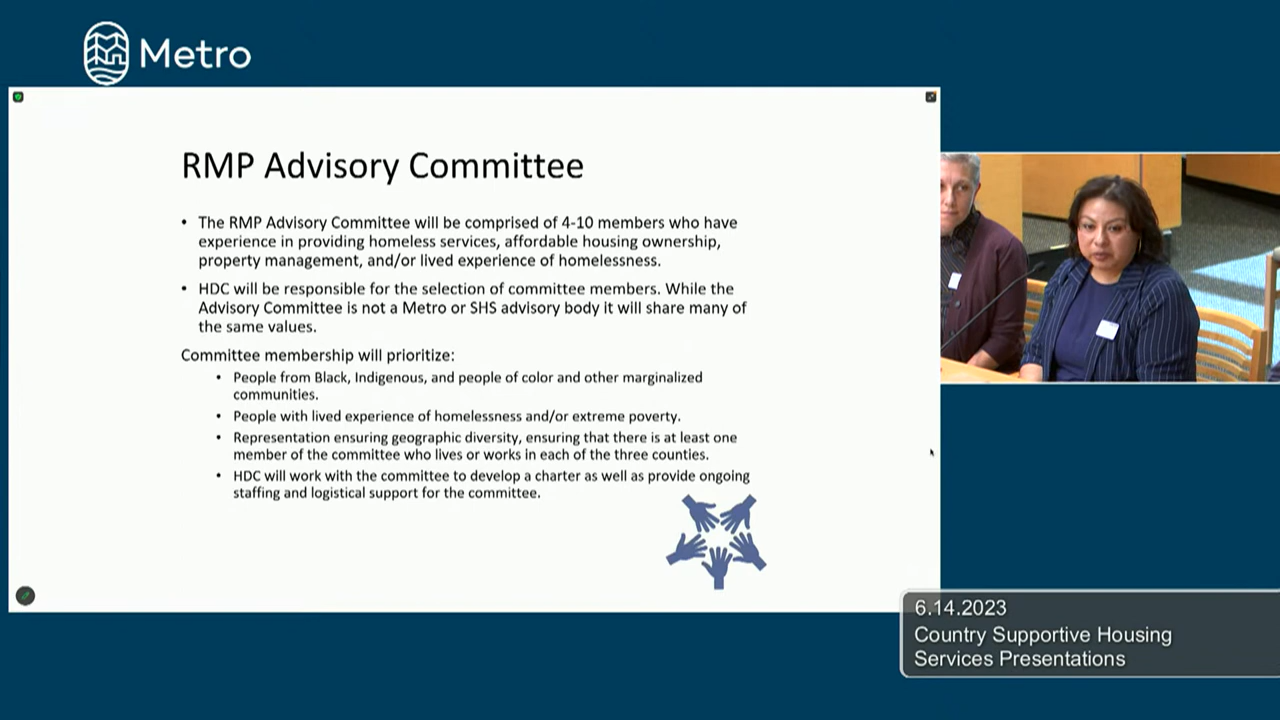 Metro
RMP Advisory Committee
• The RMP Advisory Committee will be comprised of 4-10 members who have
experience in providing homeless services, affordable housing ownership,
property management, and/or lived experience of homelessness.
• HDC will be responsible for the selection of committee members. While the
Advisory Committee is not a Metro or SHS advisory body it will share many of
the same values.
Committee membership will prioritize:
• People from Black, Indigenous, and people of color and other marginalized
communities.
• People with lived experience of homelessness and/or extreme poverty.
• Representation ensuring geographic diversity, ensuring that there is at least one
member of the committee who lives or works in each of the three counties.
• HDC will work with the committee to develop a charter as well as provide ongoing
staffing and logistical support for the committee.
6.14.2023
Country Supportive Housing
Services Presentations